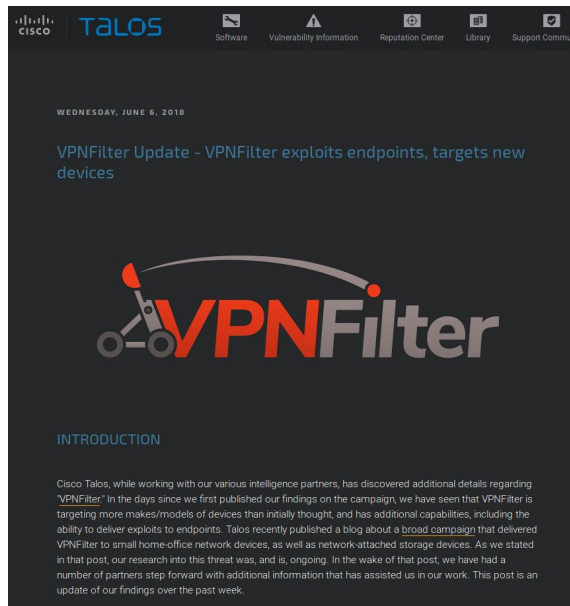 CISCO
TALOS
Software
Vulnerability Information
Reputation Center
Library
Support Commu
WEDNESDAY, JUNE 6, 2018
VPNFilter Update - VPNFilter exploits endpoints, targets new
devices
VPNFilter
INTRODUCTION
Cisco Talos, while working with our various intelligence partners, has discovered additional details regarding
"VPNFilter." In the days since we first published our findings on the campaign, we have seen that VPNFilter is
targeting more makes/models of devices than initially thought, and has additional capabilities, including the
ability to deliver exploits to endpoints. Talos recently published a blog about a broad campaign that delivered
VPNFilter to small home-office network devices, as well as network-attached storage devices. As we stated
in that post, our research into this threat was, and is, ongoing. In the wake of that post, we have had a
number of partners step forward with additional information that has assisted us in our work. This post is an
update of our findings over the past week.